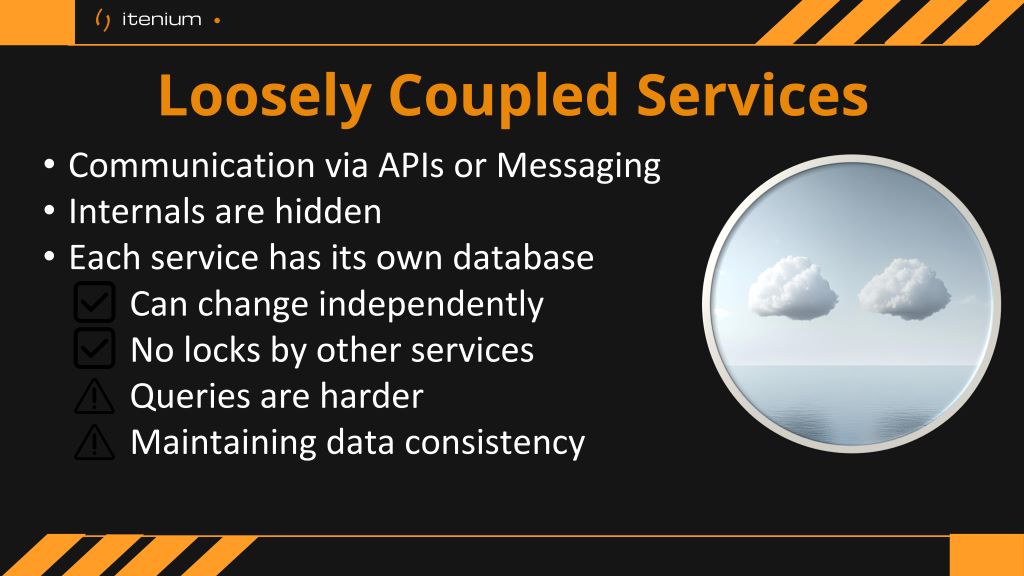 itenium
Loosely Coupled Services
• Communication via APIs or Messaging
• Internals are hidden
• Each service has its own database
Can change independently
No locks by other services
Queries are harder
Maintaining data consistency